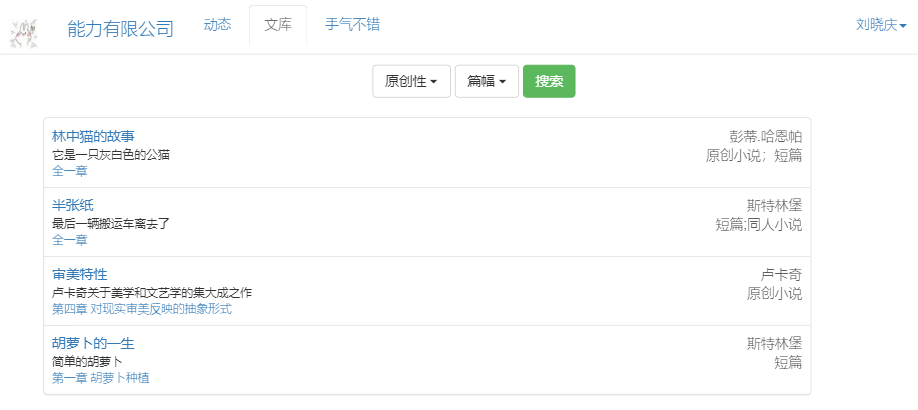 能力有限公司 动态 文库 手气不错 刘晓庆
原创性 篇幅 搜索
林中猫的故事 彭蒂.哈恩帕
它是一只灰白色的公猫 原创小说；短篇
全一章
半张纸 斯特林堡
最后一辆搬运车离去了 短篇;同人小说
全一章
审美特性 卢卡奇
卢卡奇关于美学和文艺学的集大成之作 原创小说
第四章 对现实审美反映的抽象形式
胡萝卜的一生 斯特林堡
简单的胡萝卜 短篇
第一章 胡萝卜种植